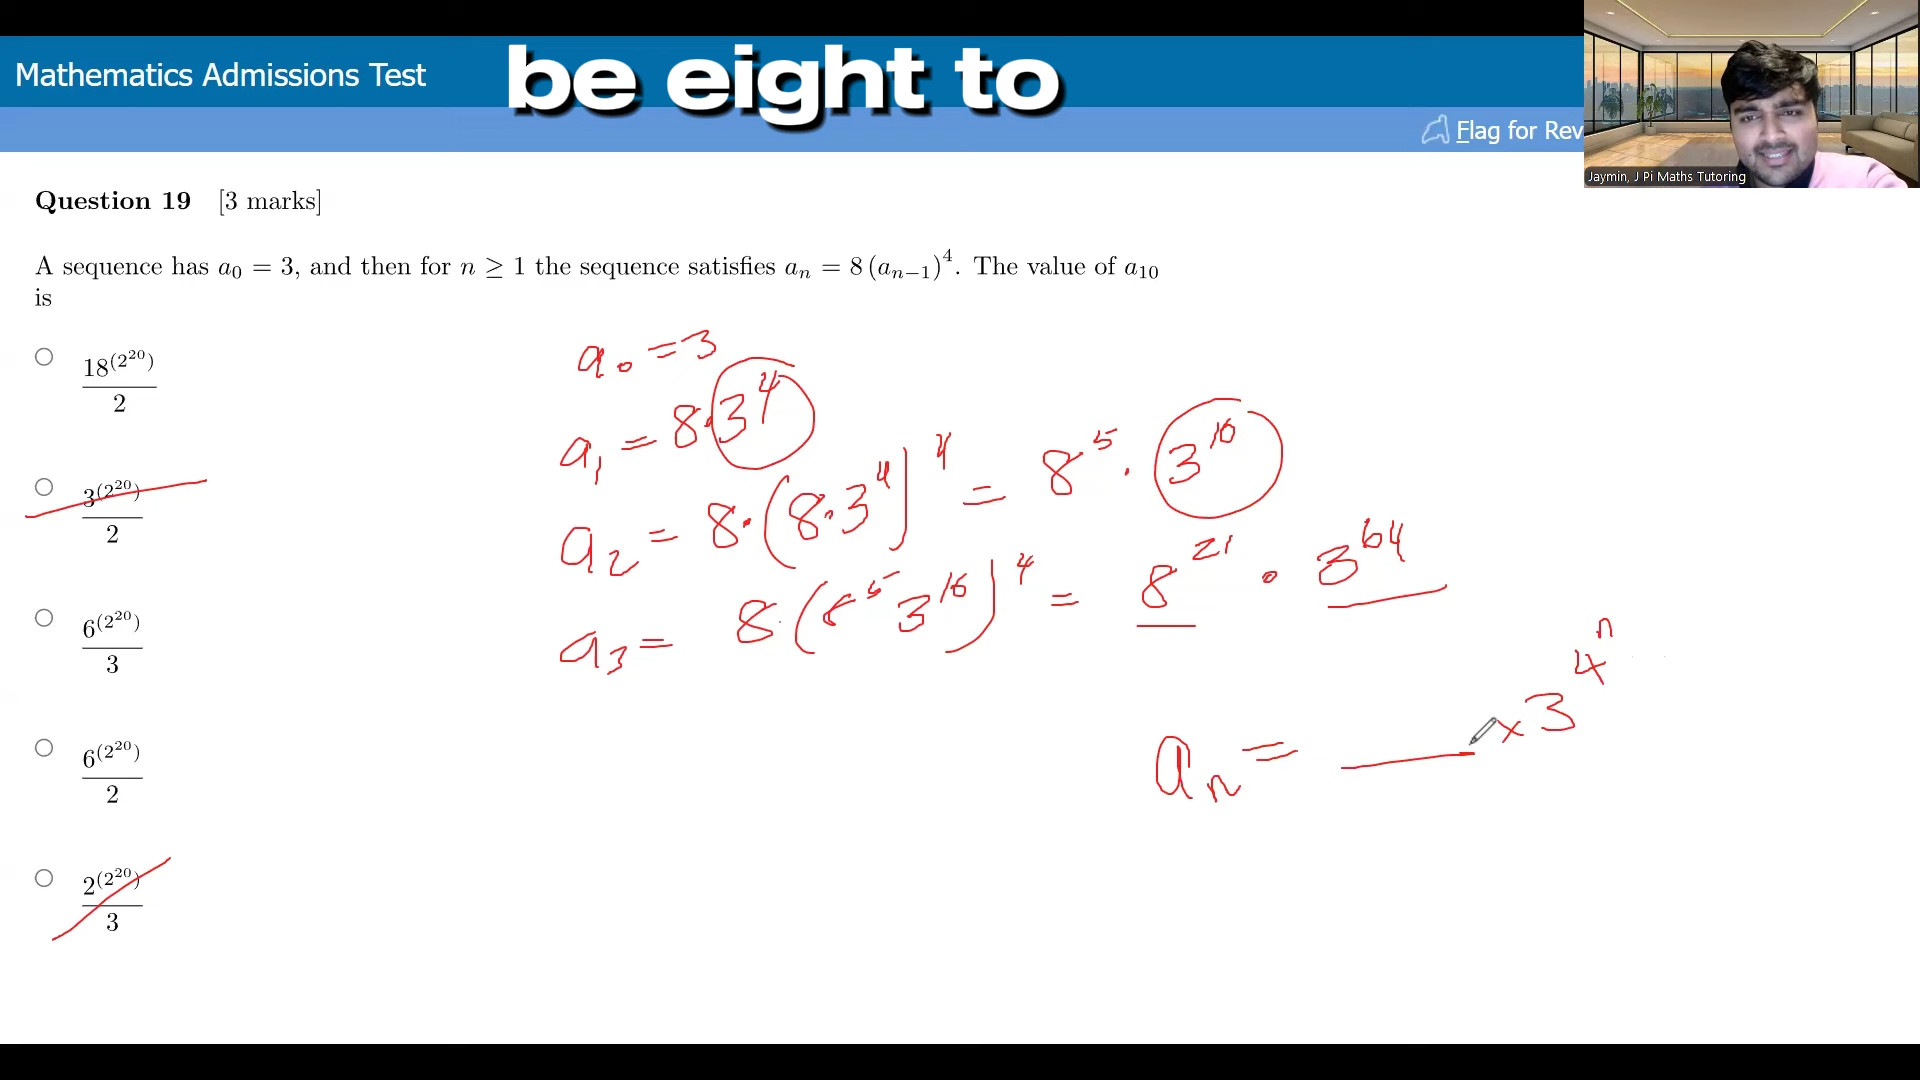 Mathematics Admissions Test
be eight to
Flag for Rev
Jaymin, J Pi Maths Tutoring
Question 19 [3 marks]
A sequence has a₀ = 3, and then for n ≥ 1 the sequence satisfies aₙ = 8 (aₙ₋₁)⁴. The value of a₁₀
is
18^(2^20) / 2
3^(2^20) / 2
6^(2^20) / 3
6^(2^20) / 2
2^(2^20) / 3
a₀ = 3
a₁ = 8·3⁴
a₂ = 8·(8·3⁴)⁴ = 8⁵·3¹⁶
a₃ = 8·(8⁵3¹⁶)⁴ = 8²¹·3⁶⁴
aₙ = ___ × 3^4^n